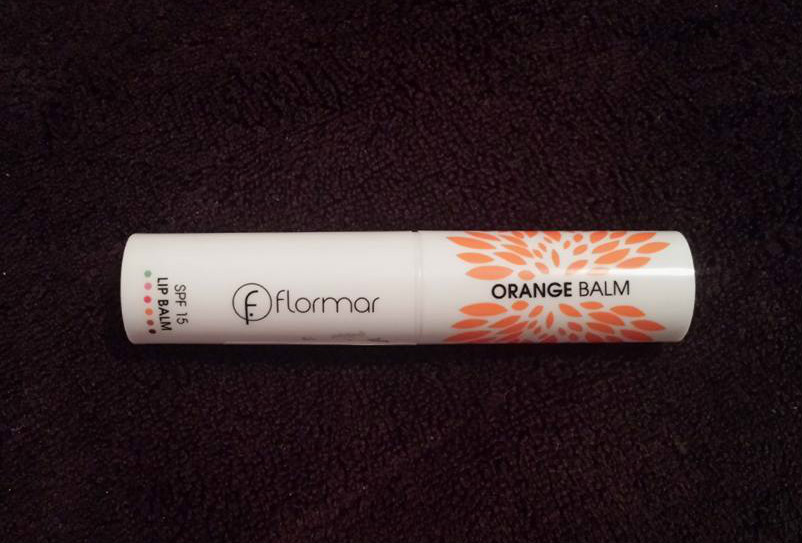 SPF 15
LIP BALM
F.
flormar
ORANGE BALM